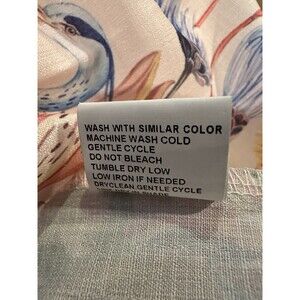 WASH WITH SIMILAR COLOR
MACHINE WASH COLD
GENTLE CYCLE
DO NOT BLEACH
TUMBLE DRY LOW
LOW IRON IF NEEDED
DRYCLEAN GENTLE CYCLE